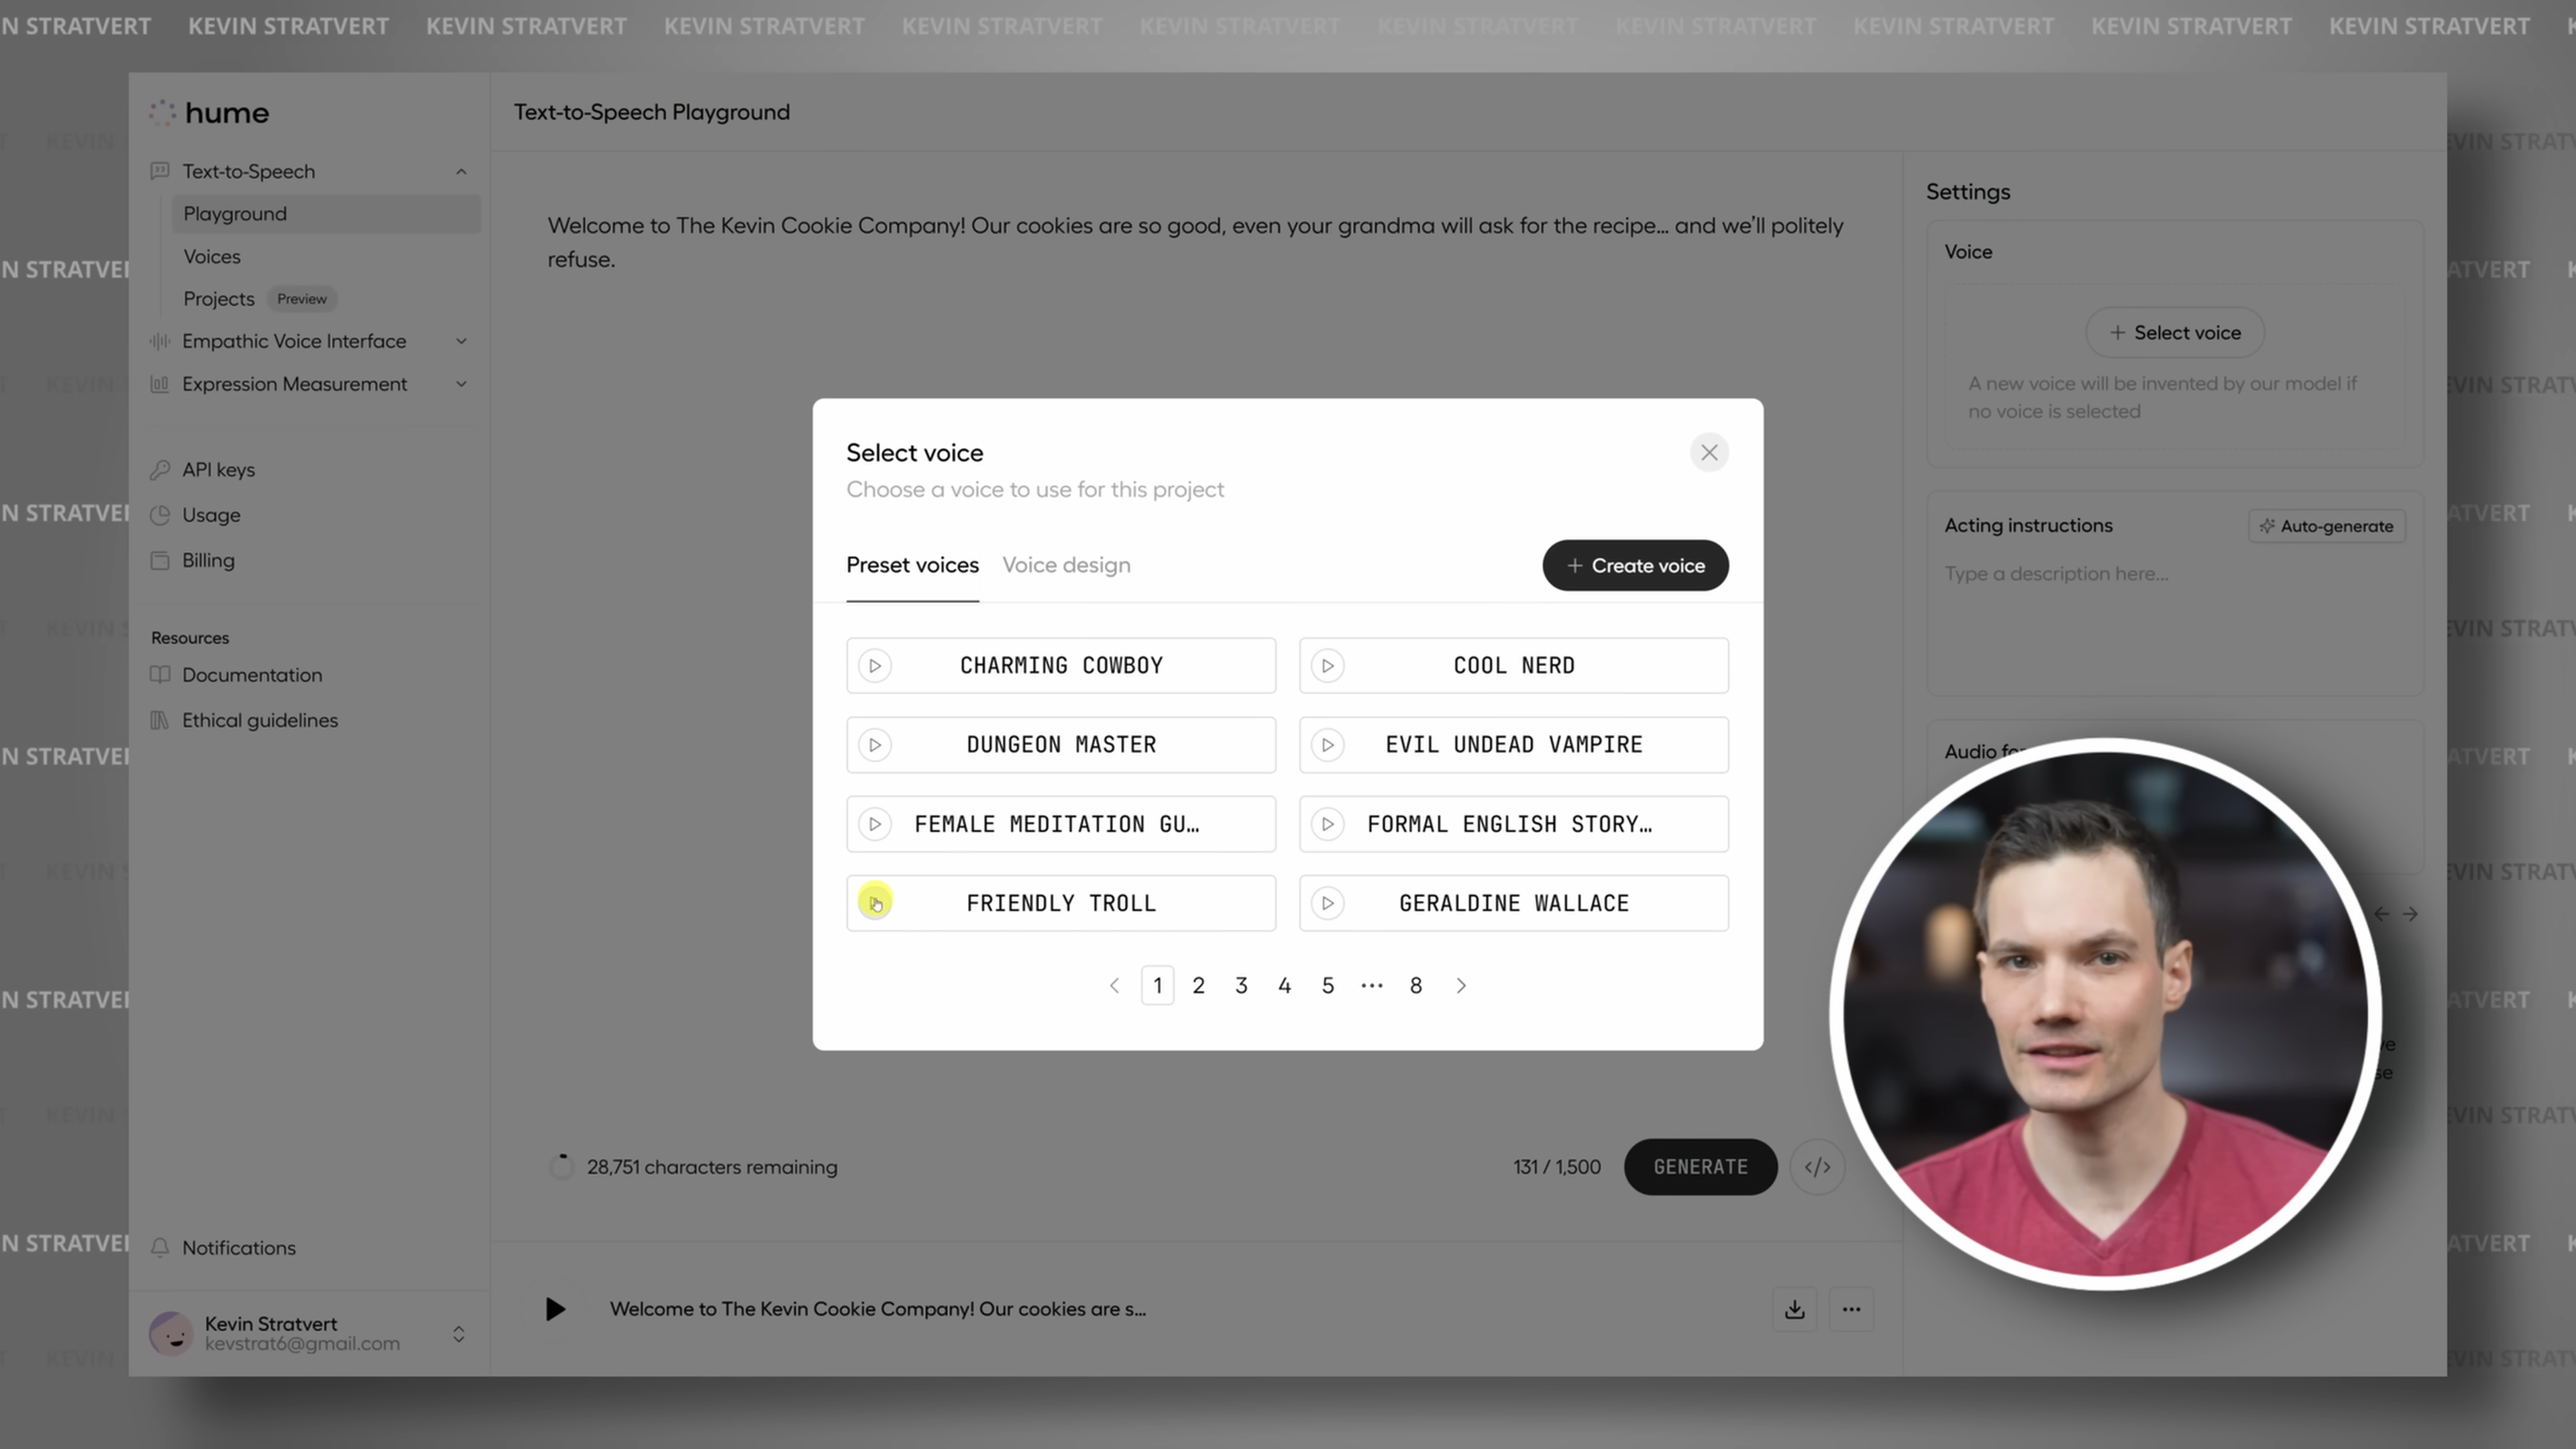 KEVIN STRATVERT KEVIN STRATVERT KEVIN STRATVERT KEVIN STRATVERT KEVIN STRATVERT KEVIN STRATVERT KEVIN STRATVERT KEVIN STRATVERT KEVIN STRATVERT KEVIN STRATVERT
hume
Text-to-Speech
Playground
Voices
Projects Preview
Empathic Voice Interface
Expression Measurement
API keys
Usage
Billing
Resources
Documentation
Ethical guidelines
Notifications
Kevin Stratvert
kevstrat6@gmail.com
Text-to-Speech Playground
Welcome to The Kevin Cookie Company! Our cookies are so good, even your grandma will ask for the recipe... and we'll politely
refuse.
Select voice
Choose a voice to use for this project
Preset voices Voice design + Create voice
CHARMING COWBOY COOL NERD
DUNGEON MASTER EVIL UNDEAD VAMPIRE
FEMALE MEDITATION GU... FORMAL ENGLISH STORY...
FRIENDLY TROLL GERALDINE WALLACE
1 2 3 4 5 ... 8
28,751 characters remaining 131 / 1,500 GENERATE </>
Welcome to The Kevin Cookie Company! Our cookies are s...
Settings
Voice
+ Select voice
A new voice will be invented by our model if
no voice is selected
Acting instructions Auto-generate
Type a description here...
Audio